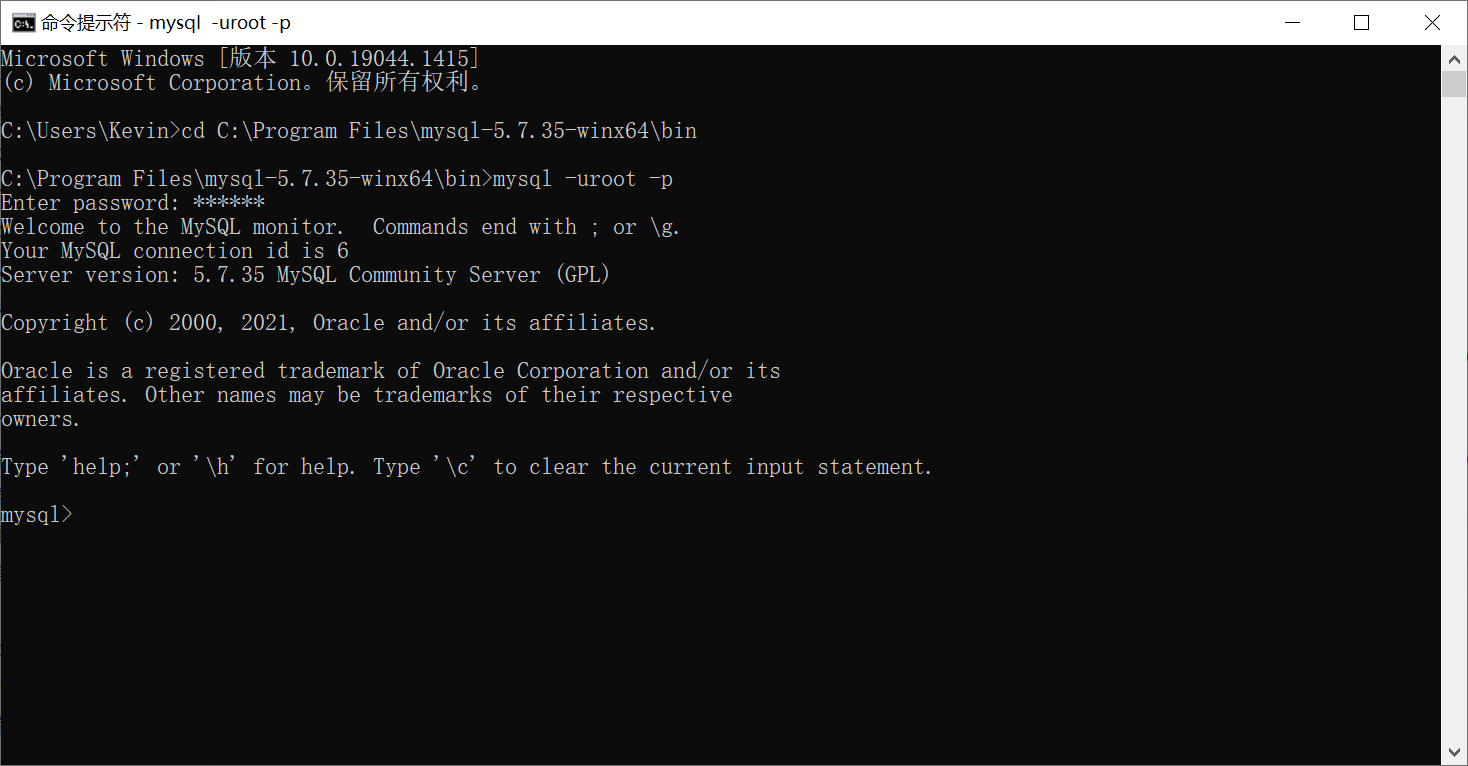 命令提示符 - mysql  -uroot -p
Microsoft Windows [版本 10.0.19044.1415]
(c) Microsoft Corporation。保留所有权利。
C:\Users\Kevin>cd C:\Program Files\mysql-5.7.35-winx64\bin
C:\Program Files\mysql-5.7.35-winx64\bin>mysql -uroot -p
Enter password: ******
Welcome to the MySQL monitor.  Commands end with ; or \g.
Your MySQL connection id is 6
Server version: 5.7.35 MySQL Community Server (GPL)
Copyright (c) 2000, 2021, Oracle and/or its affiliates.
Oracle is a registered trademark of Oracle Corporation and/or its
affiliates. Other names may be trademarks of their respective
owners.
Type 'help;' or '\h' for help. Type '\c' to clear the current input statement.
mysql>